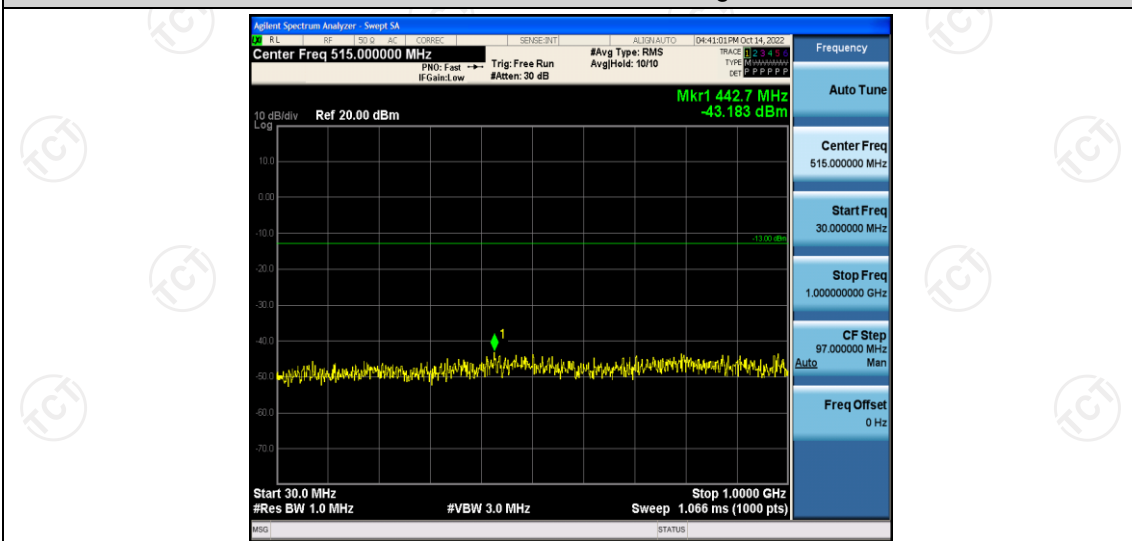 Agilent Spectrum Analyzer - Swept SA
RL RF 50 Ω AC CORREC SENSE:INT ALIGN AUTO 04:41:01 PM Oct 14, 2022
Center Freq 515.000000 MHz #Avg Type: RMS TRACE 1 2 3 4 5 6
PNO: Fast Trig: Free Run Avg|Hold: 10/10 TYPE M
IFGain:Low #Atten: 30 dB DET P P P P P P
Mkr1 442.7 MHz
10 dB/div Ref 20.00 dBm -43.183 dBm
Log
10.0
0.00
-10.0
-13.00 dBm
-20.0
-30.0
-40.0
1
-50.0
-60.0
-70.0
Start 30.0 MHz Stop 1.0000 GHz
#Res BW 1.0 MHz #VBW 3.0 MHz Sweep 1.066 ms (1000 pts)
MSG STATUS
Frequency
Auto Tune
Center Freq
515.000000 MHz
Start Freq
30.000000 MHz
Stop Freq
1.000000000 GHz
CF Step
97.000000 MHz
Auto Man
Freq Offset
0 Hz
TCT
TCT
TCT
TCT
TCT
TCT